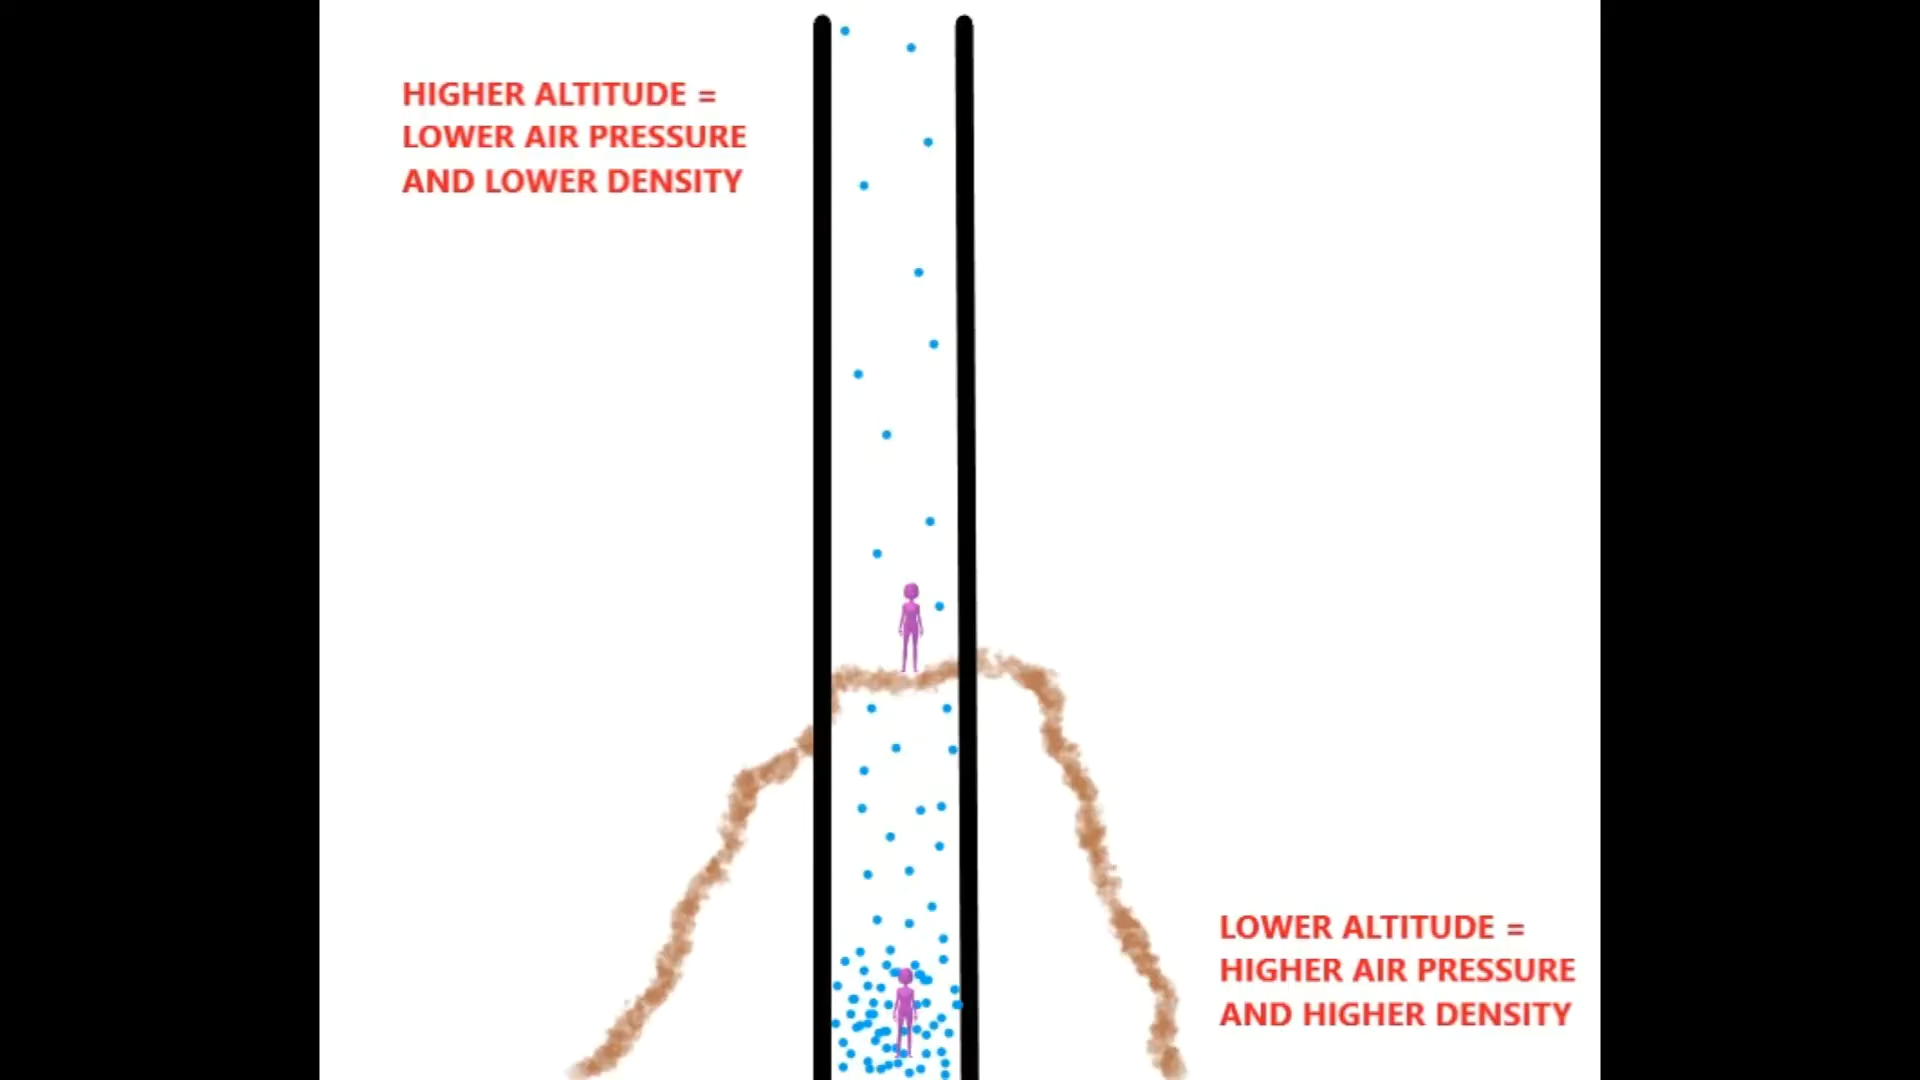 HIGHER ALTITUDE =
LOWER AIR PRESSURE
AND LOWER DENSITY
LOWER ALTITUDE =
HIGHER AIR PRESSURE
AND HIGHER DENSITY